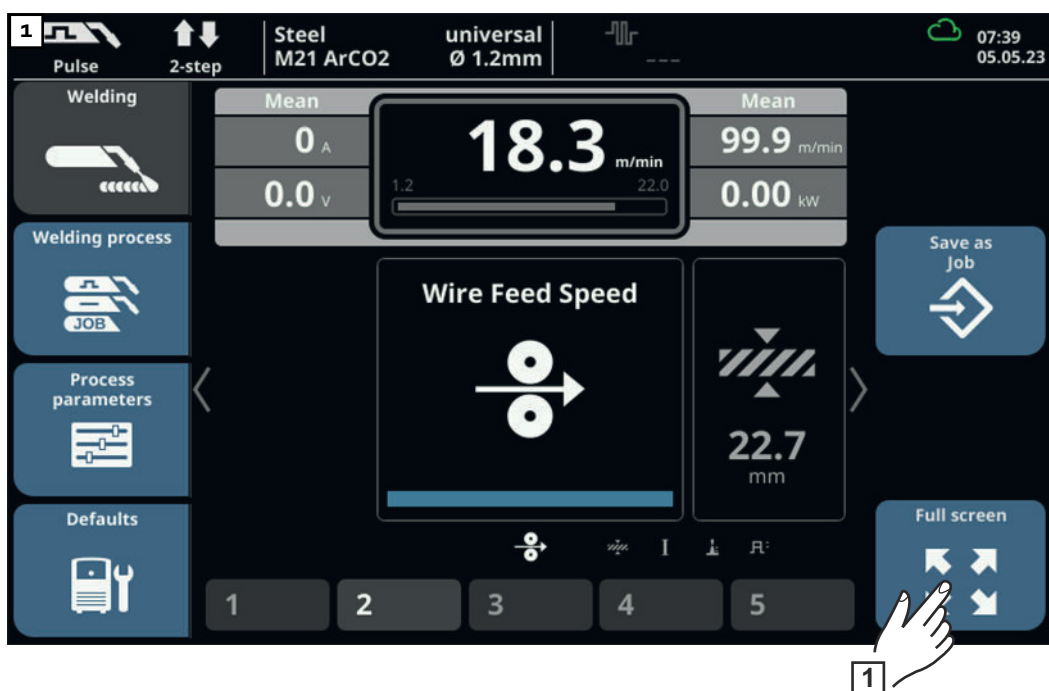 1
Pulse
2-step
Steel universal
M21 ArCO2 Ø 1.2mm
---
07:39
05.05.23
Welding
Mean
0 A
0.0 V
18.3 m/min
1.2 22.0
Mean
99.9 m/min
0.00 kW
Welding process
JOB
Save as
Job
Wire Feed Speed
Process
parameters
22.7
mm
Defaults
Full screen
1 2 3 4 5
1